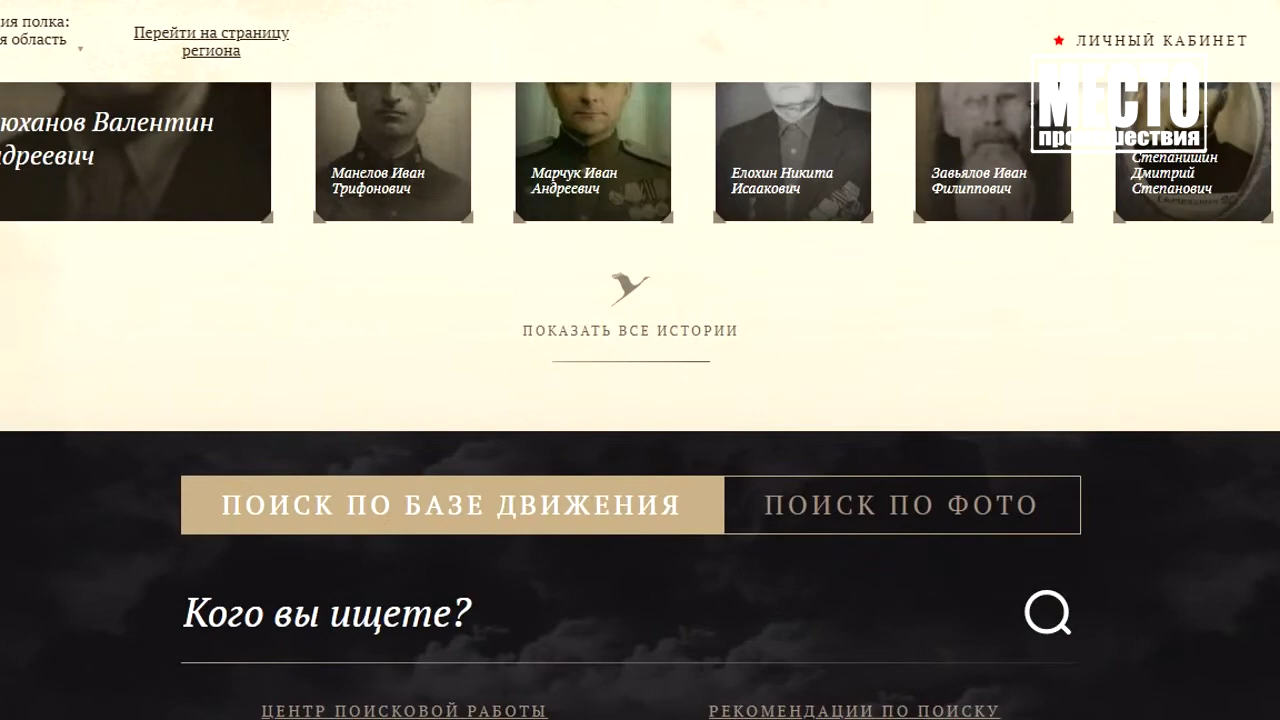 ия полка:
я область
Перейти на страницу
региона
ЛИЧНЫЙ КАБИНЕТ
МЕСТО
происшествия
юханов Валентин
дреевич
Манелов Иван
Трифонович
Марчук Иван
Андреевич
Елохин Никита
Исаакович
Завьялов Иван
Филиппович
Степанишин
Дмитрий
Степанович
ПОКАЗАТЬ ВСЕ ИСТОРИИ
ПОИСК ПО БАЗЕ ДВИЖЕНИЯ
ПОИСК ПО ФОТО
Кого вы ищете?
ЦЕНТР ПОИСКОВОЙ РАБОТЫ
РЕКОМЕНДАЦИИ ПО ПОИСКУ